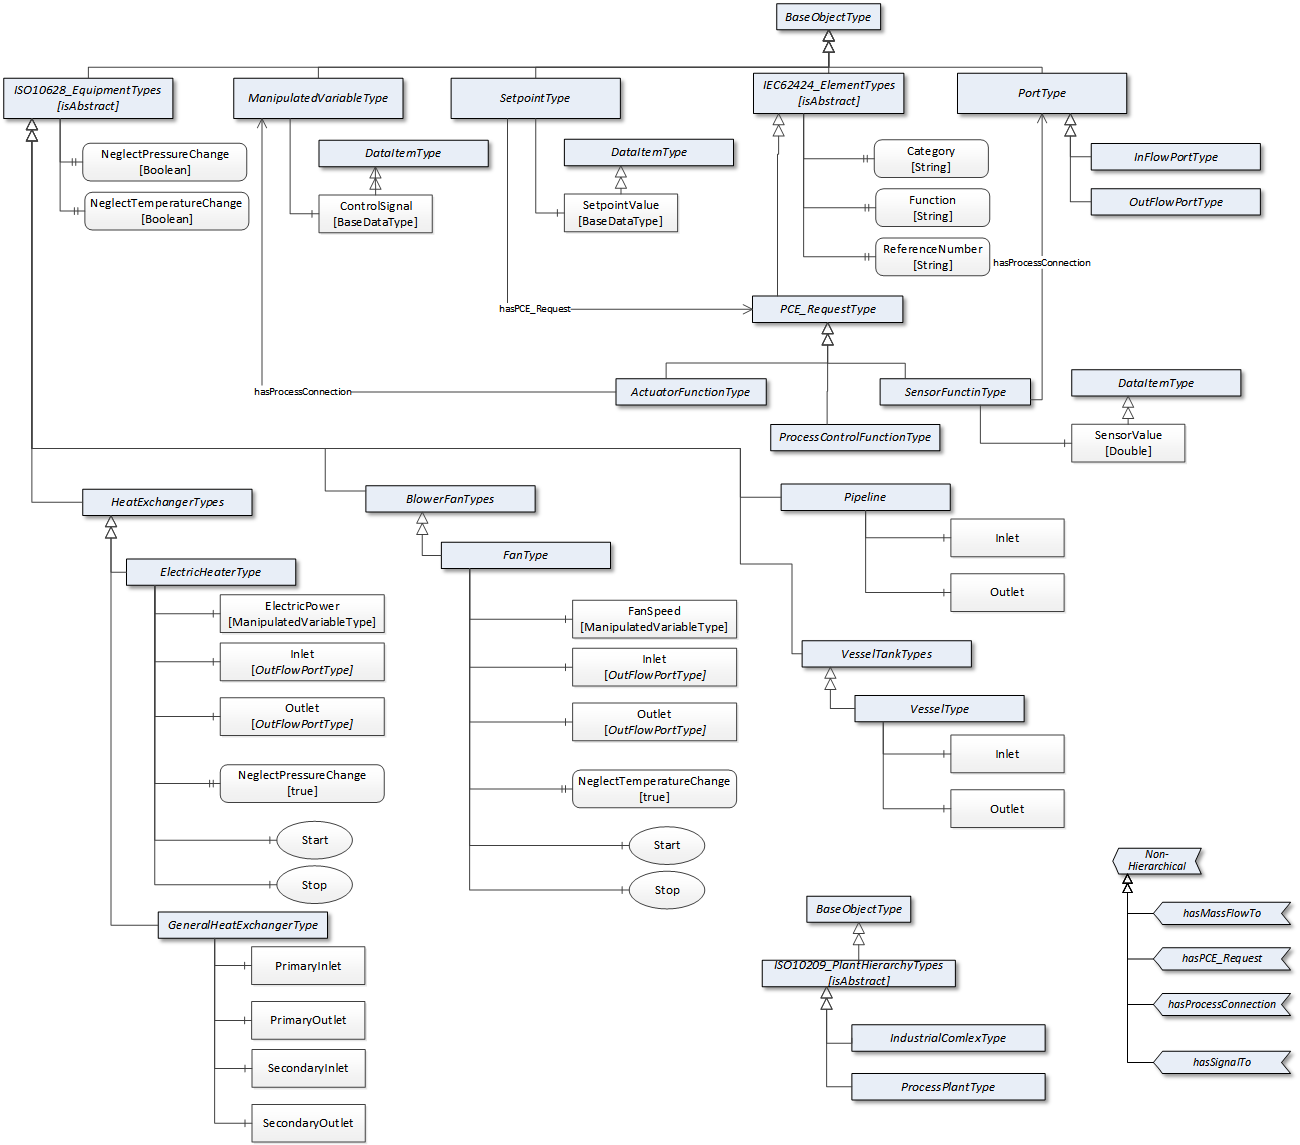 BaseObjectType
ISO10628_EquipmentTypes
[isAbstract]
ManipulatedVariableType
SetpointType
IEC62424_ElementTypes
[isAbstract]
PortType
NeglectPressureChange
[Boolean]
NeglectTemperatureChange
[Boolean]
DataItemType
ControlSignal
[BaseDataType]
DataItemType
SetpointValue
[BaseDataType]
Category
[String]
Function
[String]
ReferenceNumber
[String]
InFlowPortType
OutFlowPortType
hasProcessConnection
hasPCE_Request
PCE_RequestType
hasProcessConnection
ActuatorFunctionType
SensorFunctinType
ProcessControlFunctionType
DataItemType
SensorValue
[Double]
HeatExchangerTypes
BlowerFanTypes
Pipeline
Inlet
Outlet
ElectricHeaterType
ElectricPower
[ManipulatedVariableType]
Inlet
[OutFlowPortType]
Outlet
[OutFlowPortType]
NeglectPressureChange
[true]
Start
Stop
FanType
FanSpeed
[ManipulatedVariableType]
Inlet
[OutFlowPortType]
Outlet
[OutFlowPortType]
NeglectTemperatureChange
[true]
Start
Stop
VesselTankTypes
VesselType
Inlet
Outlet
GeneralHeatExchangerType
PrimaryInlet
PrimaryOutlet
SecondaryInlet
SecondaryOutlet
BaseObjectType
ISO10209_PlantHierarchyTypes
[isAbstract]
IndustrialComlexType
ProcessPlantType
Non-
Hierarchical
hasMassFlowTo
hasPCE_Request
hasProcessConnection
hasSignalTo